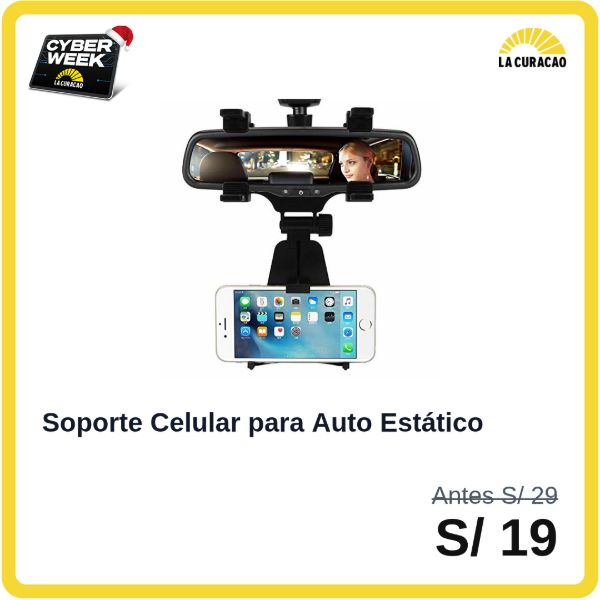 CYBER
WEEK
LA CURACAO
LA CURACAO
Soporte Celular para Auto Estático
Antes S/ 29
S/ 19